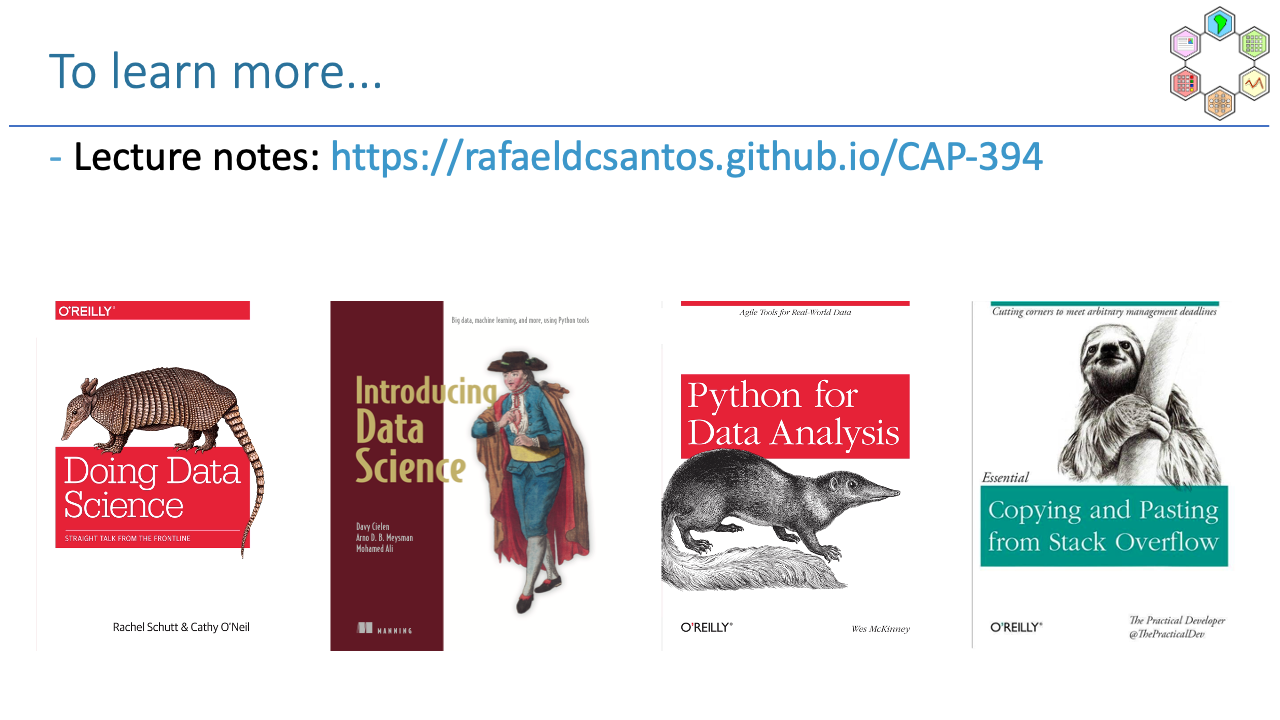 To learn more...
- Lecture notes: https://rafaeldcsantos.github.io/CAP-394
O'REILLY®
Doing Data
Science
STRAIGHT TALK FROM THE FRONTLINE
Rachel Schutt & Cathy O'Neil
Big data, machine learning, and more, using Python tools
Introducing
Data
Science
Davy Cielen
Arno D. B. Meysman
Mohamed Ali
MANNING
Agile Tools for Real-World Data
Python for
Data Analysis
O'REILLY®
Wes McKinney
Cutting corners to meet arbitrary management deadlines
Essential
Copying and Pasting
from Stack Overflow
O'REILLY®
The Practical Developer
@ThePracticalDev